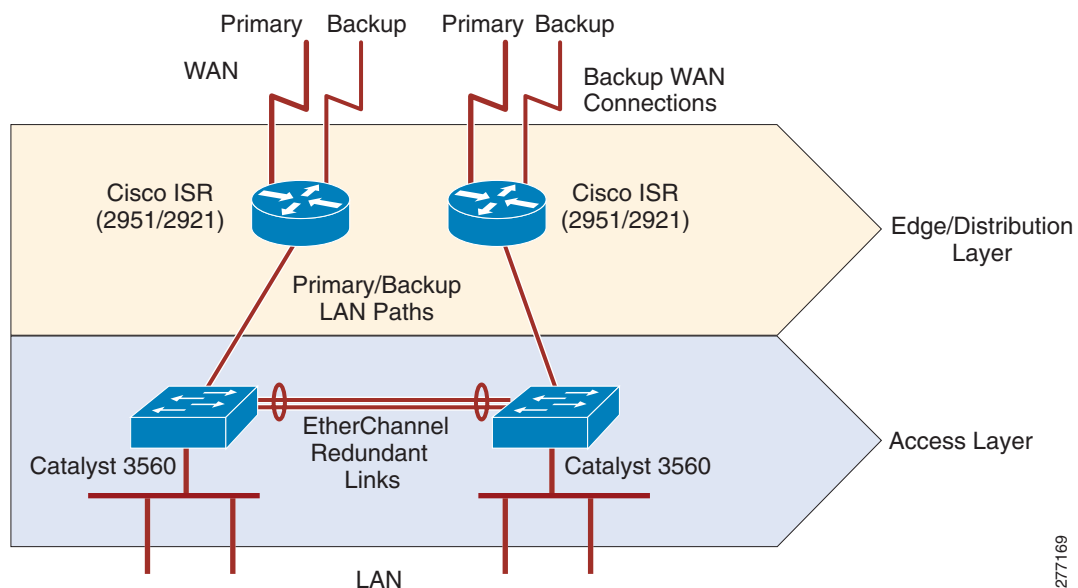 Primary
Backup
Primary
Backup
WAN
Backup WAN
Connections
Cisco ISR
(2951/2921)
Cisco ISR
(2951/2921)
Edge/Distribution
Layer
Primary/Backup
LAN Paths
EtherChannel
Redundant
Links
Catalyst 3560
Catalyst 3560
Access Layer
LAN
277169